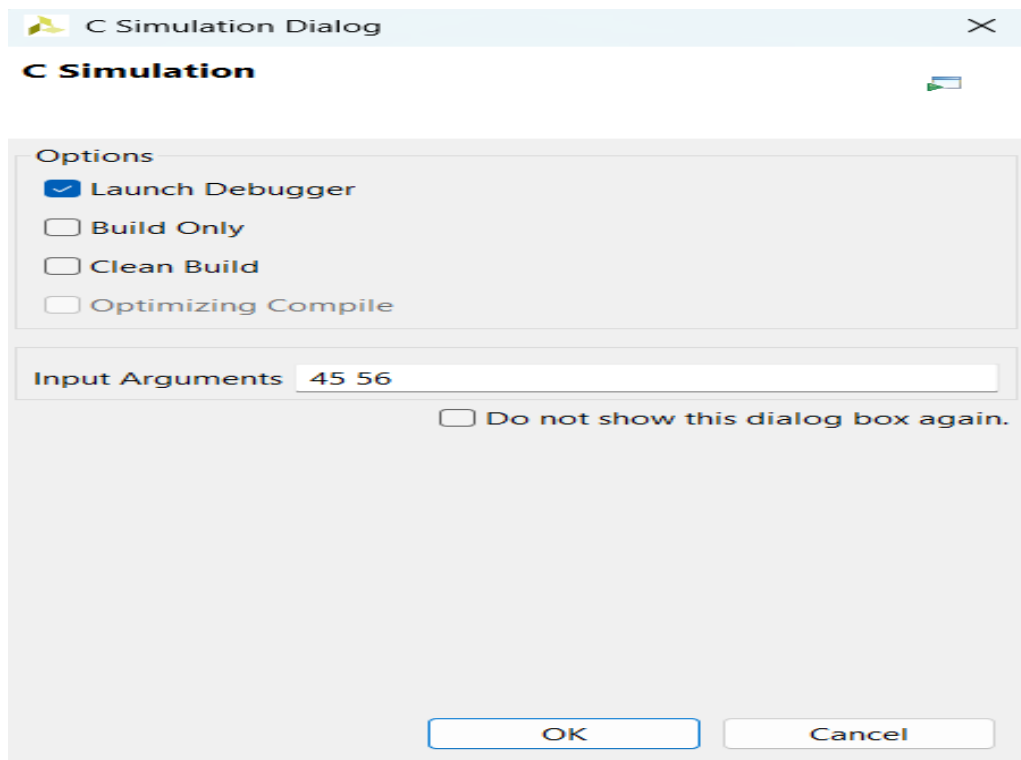 C Simulation Dialog
C Simulation
Options
Launch Debugger
Build Only
Clean Build
Optimizing Compile
Input Arguments 45 56
Do not show this dialog box again.
OK Cancel